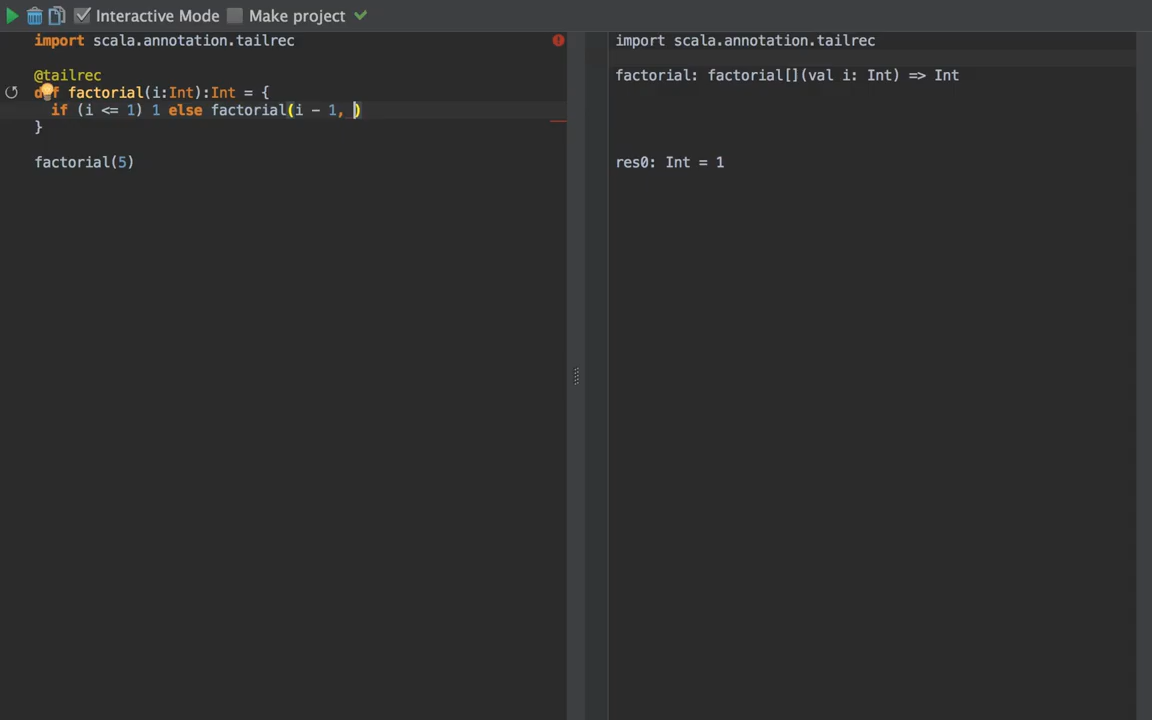 Interactive Mode Make project
import scala.annotation.tailrec
@tailrec
def factorial(i:Int):Int = {
if (i <= 1) 1 else factorial(i - 1, )
}
factorial(5)
import scala.annotation.tailrec
factorial: factorial[](val i: Int) => Int
res0: Int = 1